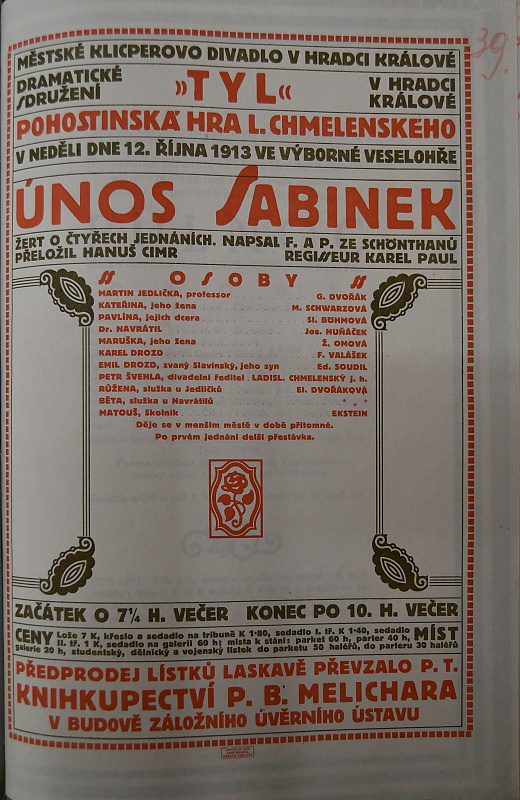 39.
MĚSTSKÉ KLICPEROVO DIVADLO V HRADCI KRÁLOVÉ
DRAMATICKÉ SDRUŽENÍ »TYL« V HRADCI KRÁLOVÉ
POHOSTINSKÁ HRA L. CHMELENSKÉHO
V NEDĚLI DNE 12. ŘÍJNA 1913 VE VÝBORNÉ VESELOHŘE
ÚNOS SABINEK
ŽERT O ČTYŘECH JEDNÁNÍCH. NAPSAL F. A P. ZE SCHÖNTHANŮ
PŘELOŽIL HANUŠ CIMR REGISSEUR KAREL PAUL
OSOBY
MARTIN JEDLIČKA, professor G. DVOŘÁK
KATEŘINA, jeho žena M. SCHWARZOVÁ
PAVLÍNA, jejich dcera Sl. BÖHMOVÁ
Dr. NAVRÁTIL Jos. HUŇÁČEK
MARUŠKA, jeho žena Ž. OMOVÁ
KAREL DROZD F. VALÁŠEK
EMIL DROZD, zvaný Slavinský, jeho syn Ed. SOUDIL
PETR ŠVEHLA, divadelní ředitel LADISL. CHMELENSKÝ j. h.
RŮŽENA, služka u Jedličků El. DVOŘÁKOVÁ
BĚTA, služka u Navrátilů * * *
MATOUŠ, školník EKSTEIN
Děje se v menším městě v době přítomné.
Po prvém jednání delší přestávka.
ZAČÁTEK O 7¼ H. VEČER KONEC PO 10. H. VEČER
CENY Lože 7 K, křeslo a sedadlo na tribuně K 1·80, sedadlo I. tř. K 1·40, sedadlo MÍST
II. tř. 1 K, sedadlo na galerii 60 h; místa k stání: parket 60 h, parter 40 h,
galerie 20 h, studentský, dělnický a vojenský lístek do parketu 50 haléřů, do parteru 30 haléřů
PŘEDPRODEJ LÍSTKŮ LASKAVĚ PŘEVZALO P. T.
KNIHKUPECTVÍ P. B. MELICHARA
V BUDOVĚ ZÁLOŽNÍHO ÚVĚRNÍHO ÚSTAVU